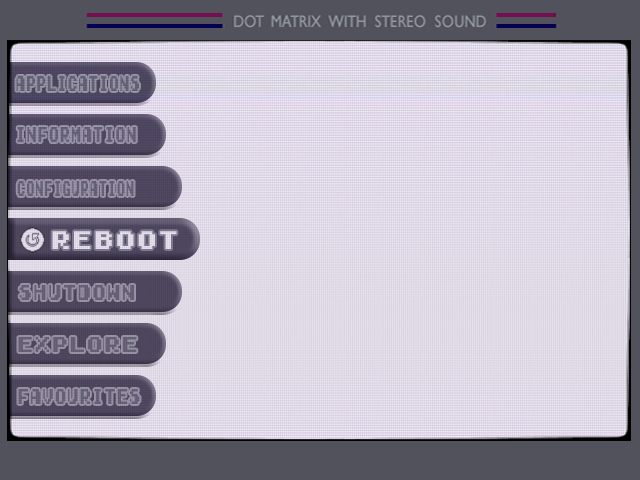 DOT MATRIX WITH STEREO SOUND
APPLICATIONS
INFORMATION
CONFIGURATION
REBOOT
SHUTDOWN
EXPLORE
FAVOURITES